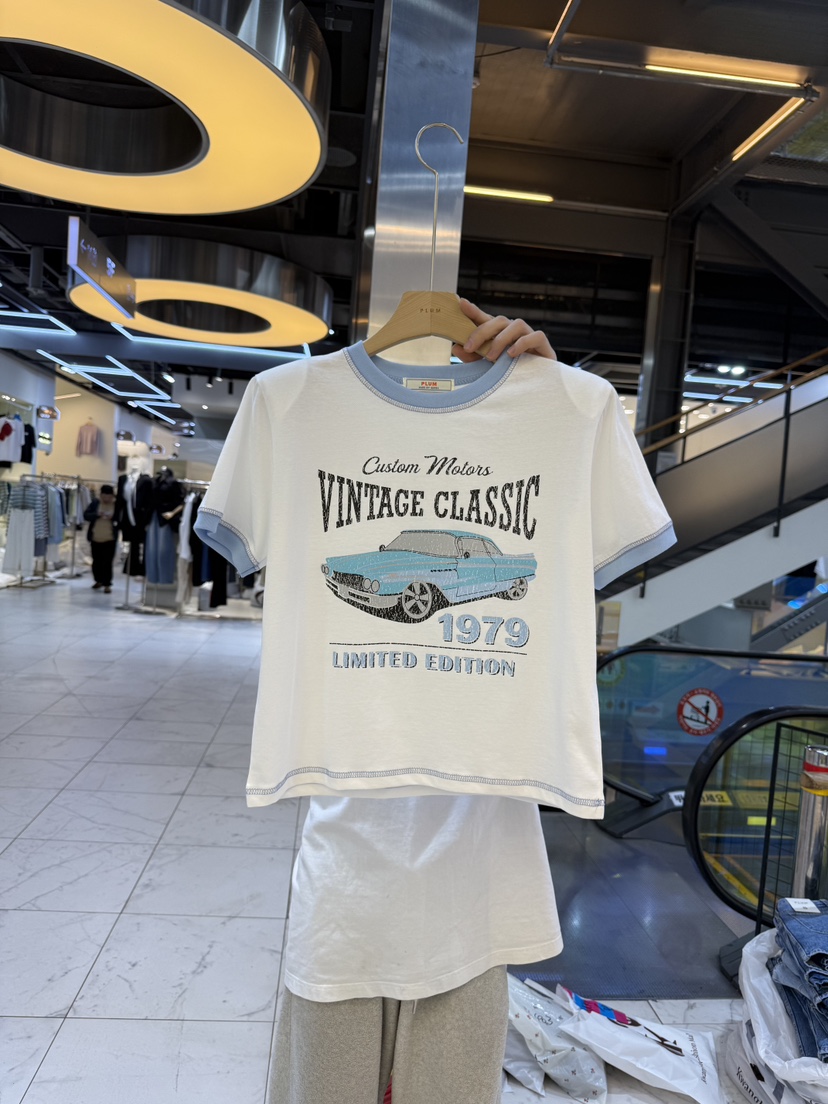 PLUM
PLUM
Custom Motors
VINTAGE CLASSIC
1979
LIMITED EDITION